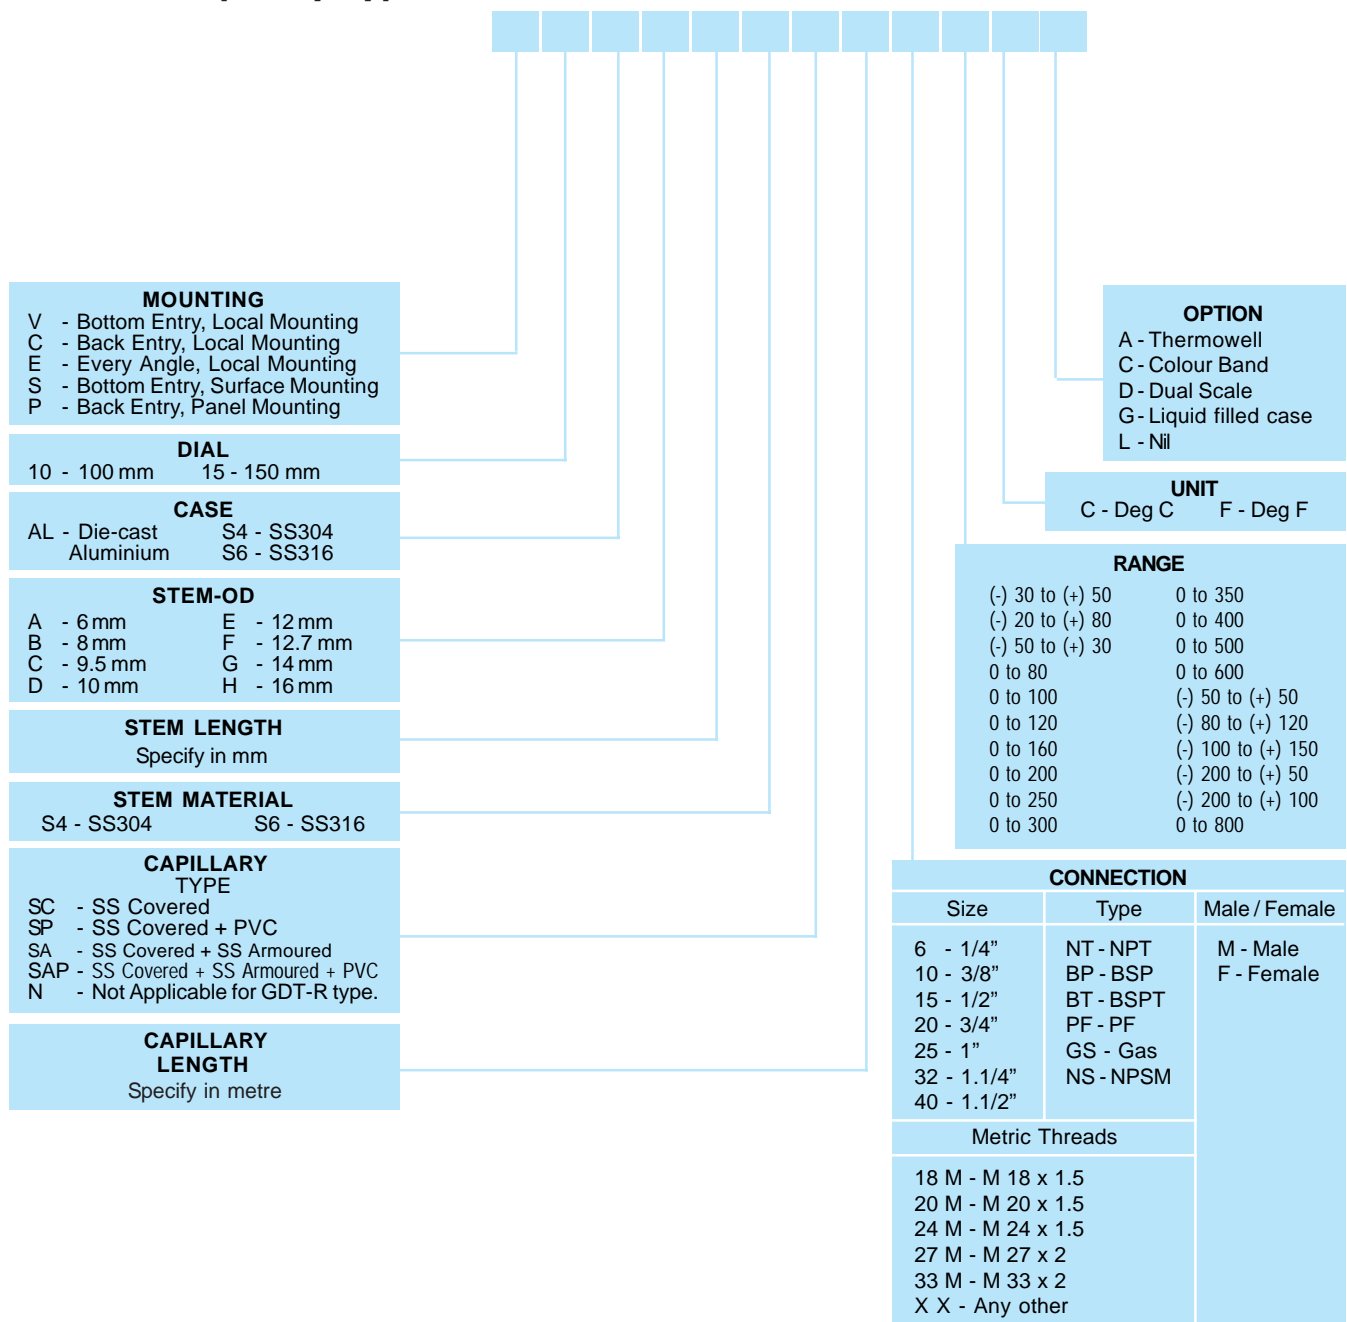 MOUNTING
V - Bottom Entry, Local Mounting
C - Back Entry, Local Mounting
E - Every Angle, Local Mounting
S - Bottom Entry, Surface Mounting
P - Back Entry, Panel Mounting
DIAL
10 - 100 mm 15 - 150 mm
CASE
AL - Die-cast S4 - SS304
Aluminium S6 - SS316
STEM-OD
A - 6 mm E - 12 mm
B - 8 mm F - 12.7 mm
C - 9.5 mm G - 14 mm
D - 10 mm H - 16 mm
STEM LENGTH
Specify in mm
STEM MATERIAL
S4 - SS304 S6 - SS316
CAPILLARY
TYPE
SC - SS Covered
SP - SS Covered + PVC
SA - SS Covered + SS Armoured
SAP - SS Covered + SS Armoured + PVC
N - Not Applicable for GDT-R type.
CAPILLARY
LENGTH
Specify in metre
OPTION
A - Thermowell
C - Colour Band
D - Dual Scale
G - Liquid filled case
L - Nil
UNIT
C - Deg C F - Deg F
RANGE
(-) 30 to (+) 50 0 to 350
(-) 20 to (+) 80 0 to 400
(-) 50 to (+) 30 0 to 500
0 to 80 0 to 600
0 to 100 (-) 50 to (+) 50
0 to 120 (-) 80 to (+) 120
0 to 160 (-) 100 to (+) 150
0 to 200 (-) 200 to (+) 50
0 to 250 (-) 200 to (+) 100
0 to 300 0 to 800
CONNECTION
Size Type Male / Female
6 - 1/4” NT - NPT M - Male
10 - 3/8” BP - BSP F - Female
15 - 1/2” BT - BSPT
20 - 3/4” PF - PF
25 - 1” GS - Gas
32 - 1.1/4” NS - NPSM
40 - 1.1/2”
Metric Threads
18 M - M 18 x 1.5
20 M - M 20 x 1.5
24 M - M 24 x 1.5
27 M - M 27 x 2
33 M - M 33 x 2
X X - Any other